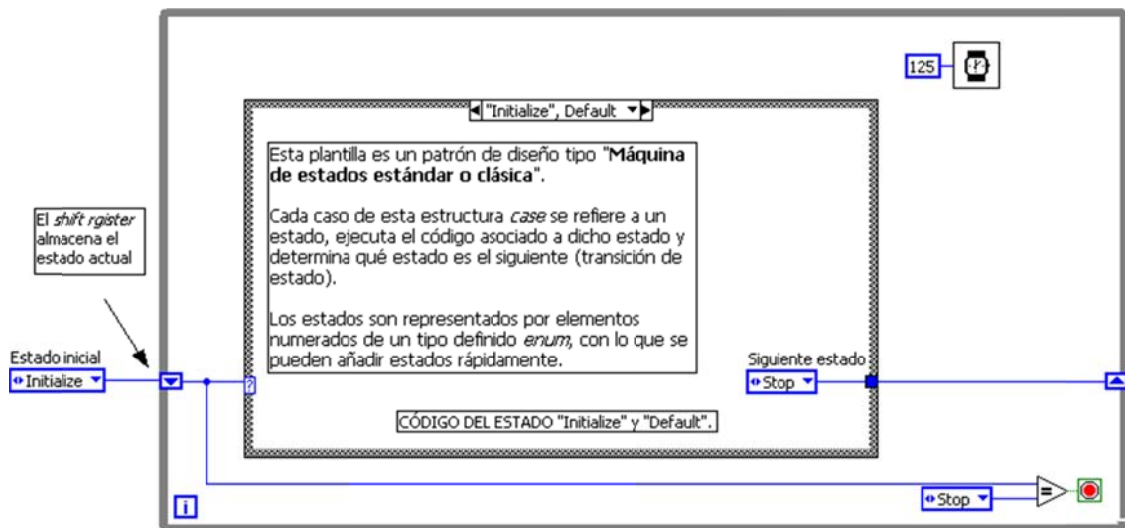 125
"Initialize", Default
Esta plantilla es un patrón de diseño tipo "Máquina
de estados estándar o clásica".
Cada caso de esta estructura case se refiere a un
estado, ejecuta el código asociado a dicho estado y
determina qué estado es el siguiente (transición de
estado).
Los estados son representados por elementos
numerados de un tipo definido enum, con lo que se
pueden añadir estados rápidamente.
CÓDIGO DEL ESTADO "Initialize" y "Default".
El shift rgister
almacena el
estado actual
Estado inicial
Initialize
?
Siguiente estado
Stop
i
Stop
=